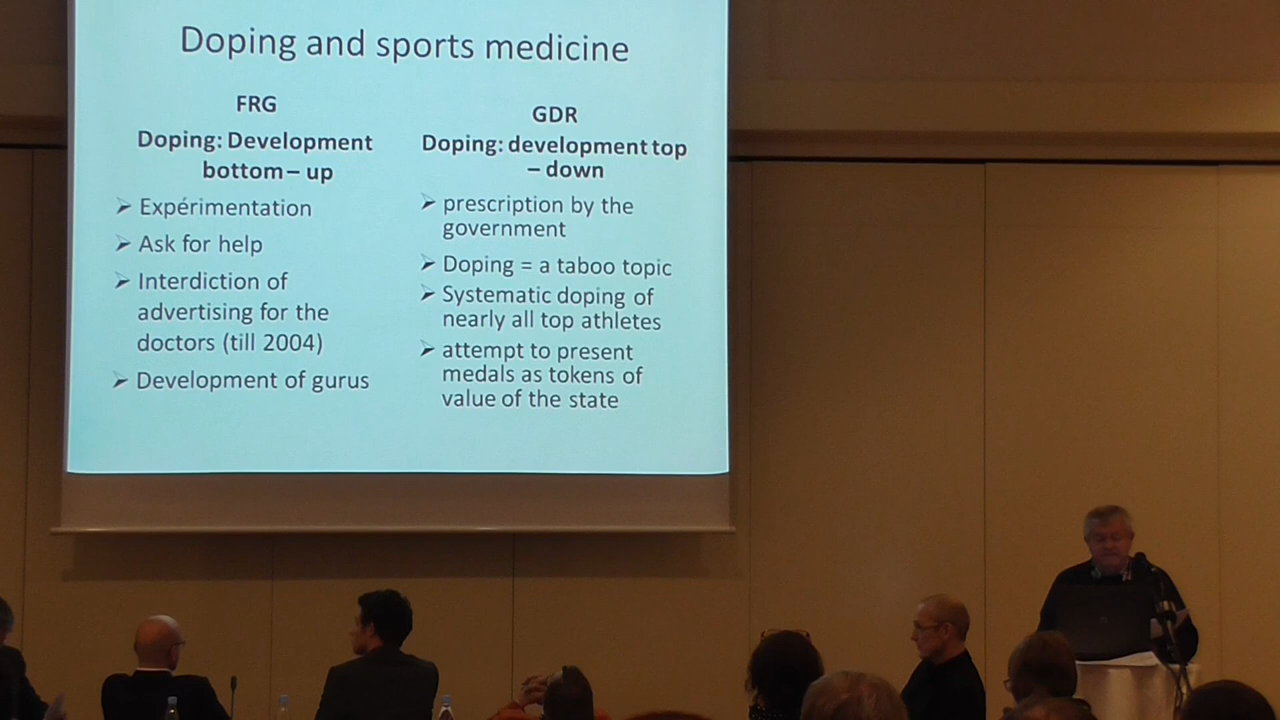 Doping and sports medicine
FRG
Doping: Development
bottom – up
➢ Expérimentation
➢ Ask for help
➢ Interdiction of
advertising for the
doctors (till 2004)
➢ Development of gurus
GDR
Doping: development top
– down
➢ prescription by the
government
➢ Doping = a taboo topic
➢ Systematic doping of
nearly all top athletes
➢ attempt to present
medals as tokens of
value of the state